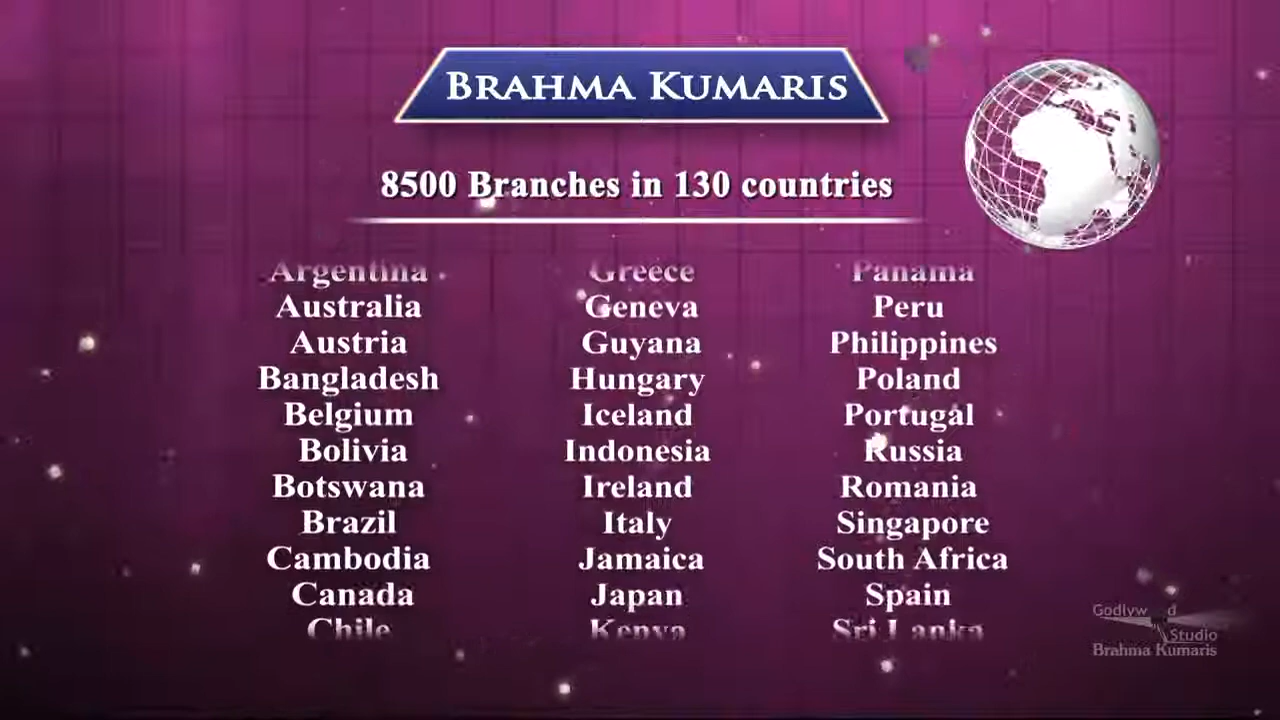 BRAHMA KUMARIS
8500 Branches in 130 countries
Argentina Greece Panama
Australia Geneva Peru
Austria Guyana Philippines
Bangladesh Hungary Poland
Belgium Iceland Portugal
Bolivia Indonesia Russia
Botswana Ireland Romania
Brazil Italy Singapore
Cambodia Jamaica South Africa
Canada Japan Spain
Chile Kenya Sri Lanka
Godlywood
Studio
Brahma Kumaris